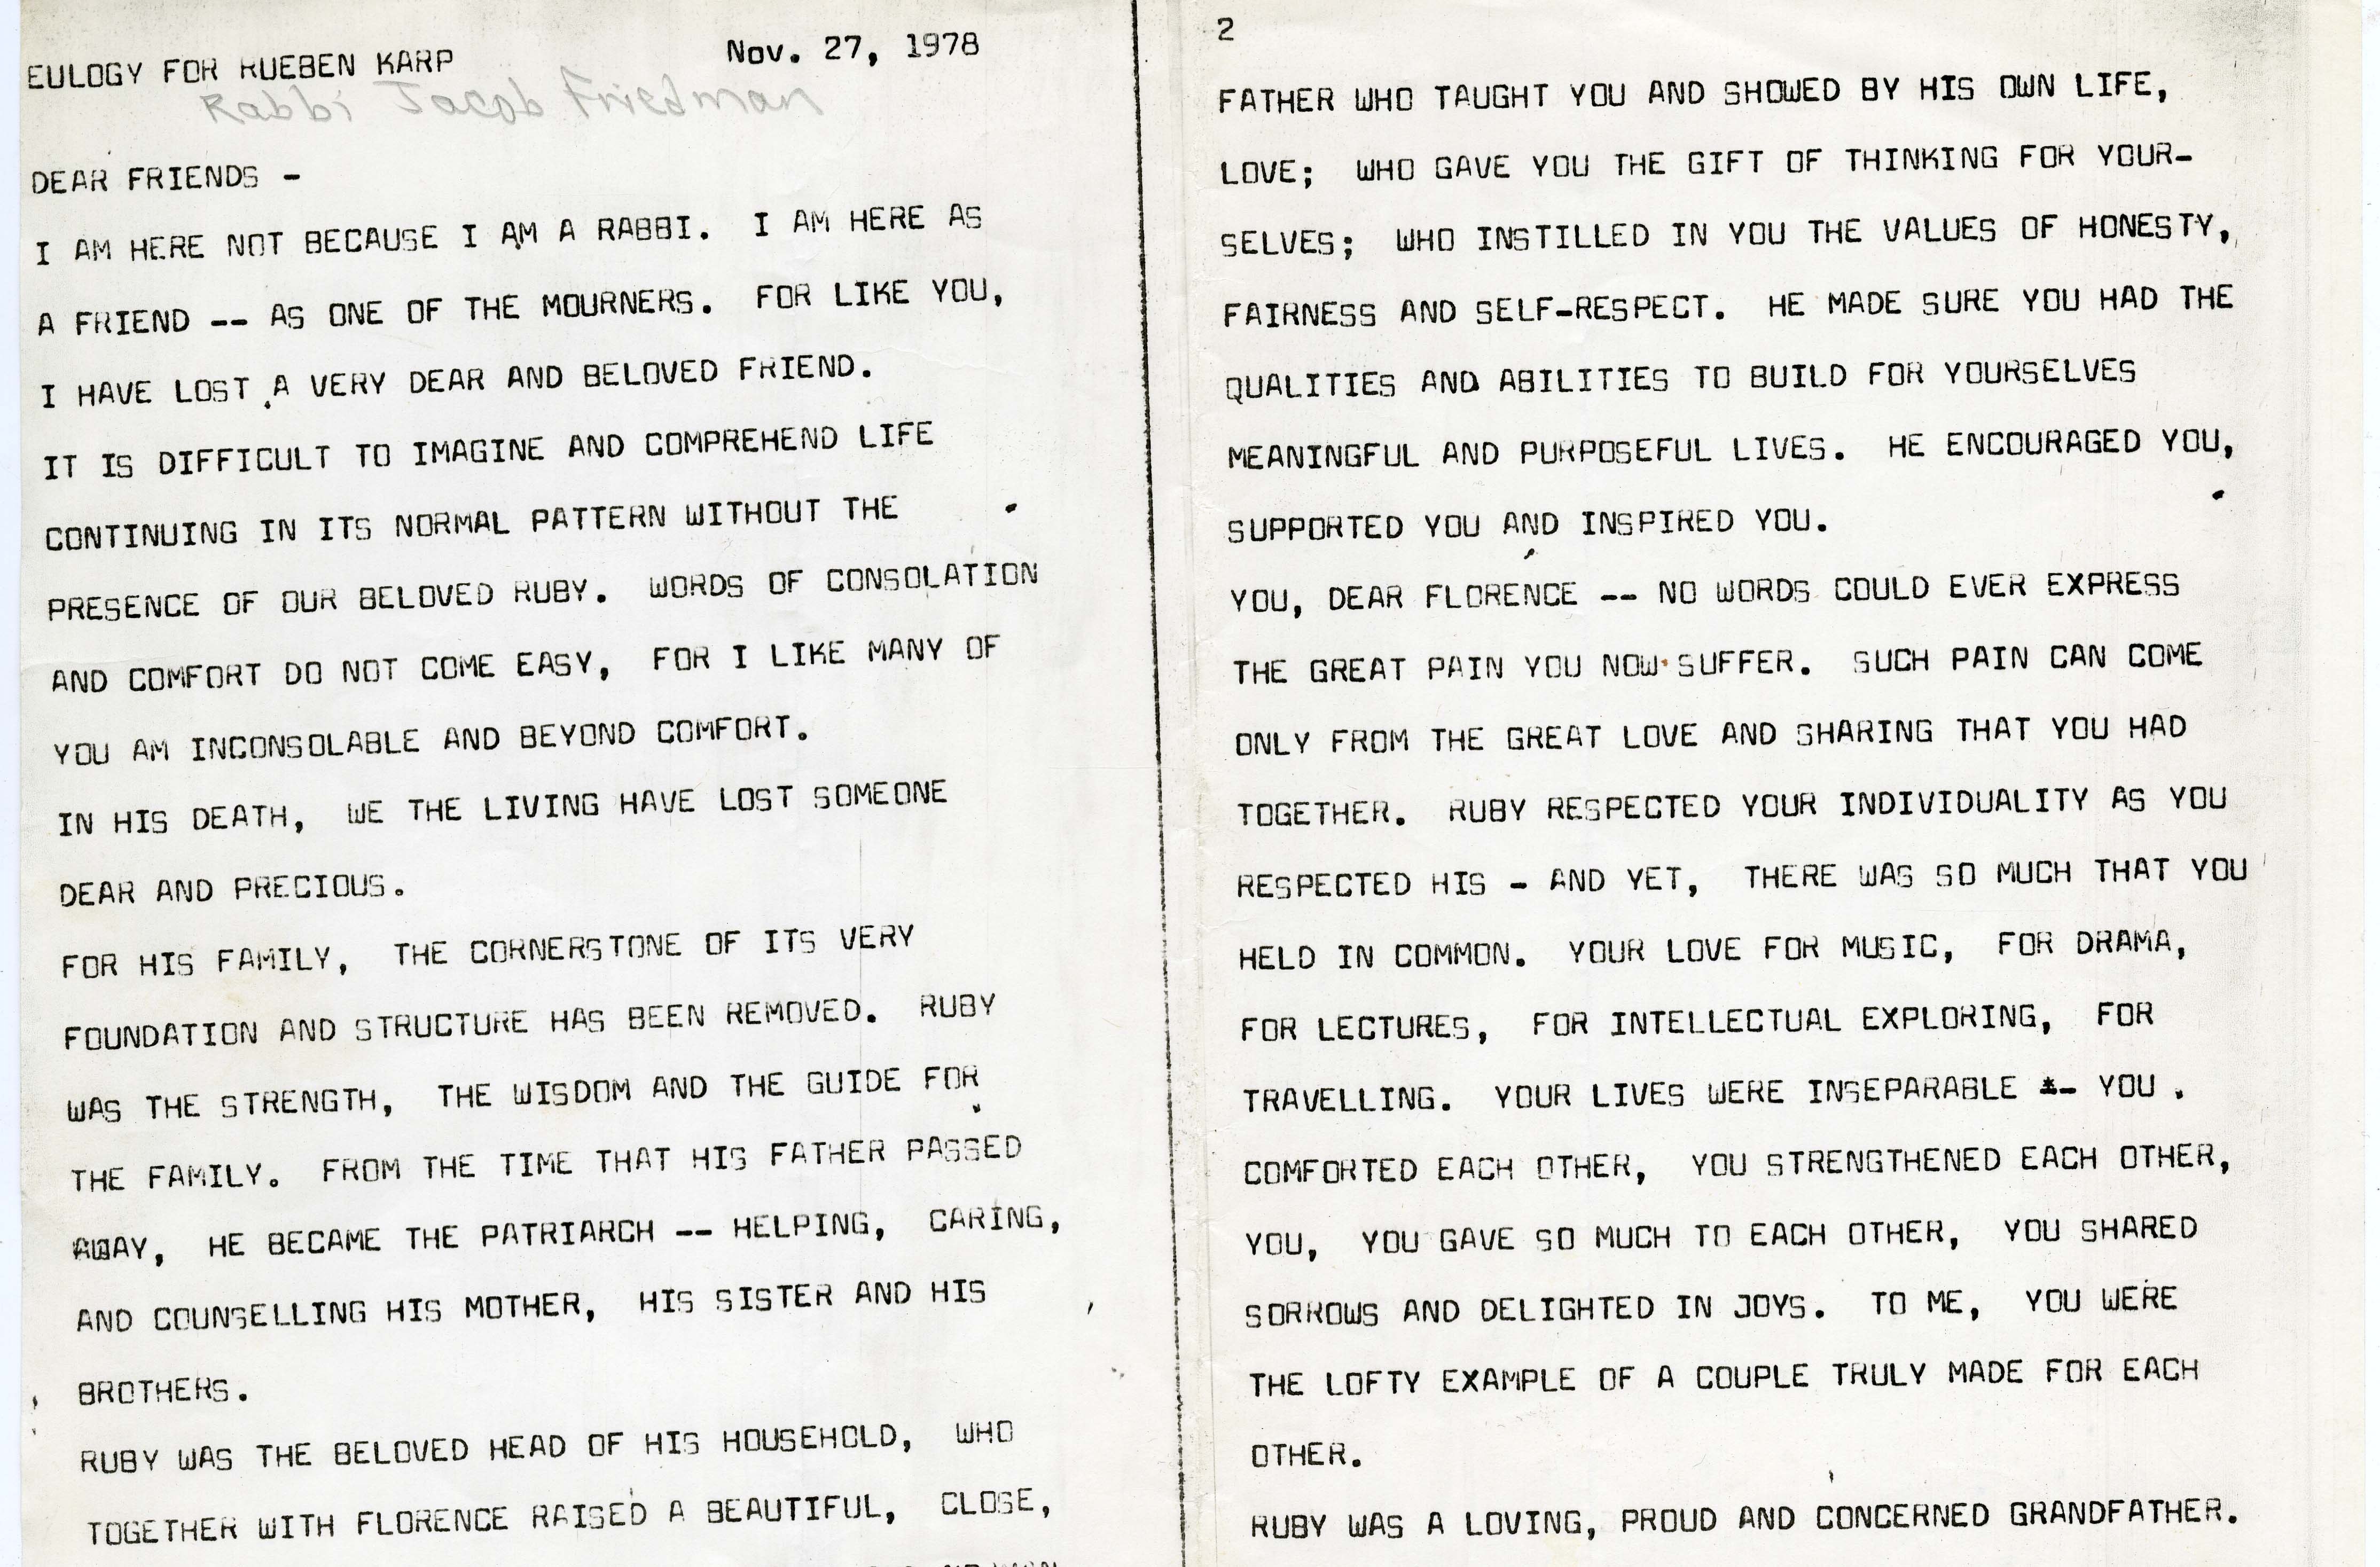 EULOGY FOR RUEBEN KARP Nov. 27, 1978
Rabbi Jacob Friedman
DEAR FRIENDS -
I AM HERE NOT BECAUSE I AM A RABBI. I AM HERE AS
A FRIEND -- AS ONE OF THE MOURNERS. FOR LIKE YOU,
I HAVE LOST A VERY DEAR AND BELOVED FRIEND.
IT IS DIFFICULT TO IMAGINE AND COMPREHEND LIFE
CONTINUING IN ITS NORMAL PATTERN WITHOUT THE
PRESENCE OF OUR BELOVED RUBY. WORDS OF CONSOLATION
AND COMFORT DO NOT COME EASY, FOR I LIKE MANY OF
YOU AM INCONSOLABLE AND BEYOND COMFORT.
IN HIS DEATH, WE THE LIVING HAVE LOST SOMEONE
DEAR AND PRECIOUS.
FOR HIS FAMILY, THE CORNERSTONE OF ITS VERY
FOUNDATION AND STRUCTURE HAS BEEN REMOVED. RUBY
WAS THE STRENGTH, THE WISDOM AND THE GUIDE FOR
THE FAMILY. FROM THE TIME THAT HIS FATHER PASSED
AWAY, HE BECAME THE PATRIARCH -- HELPING, CARING,
AND COUNSELLING HIS MOTHER, HIS SISTER AND HIS
BROTHERS.
RUBY WAS THE BELOVED HEAD OF HIS HOUSEHOLD, WHO
TOGETHER WITH FLORENCE RAISED A BEAUTIFUL, CLOSE,
2
FATHER WHO TAUGHT YOU AND SHOWED BY HIS OWN LIFE,
LOVE; WHO GAVE YOU THE GIFT OF THINKING FOR YOUR-
SELVES; WHO INSTILLED IN YOU THE VALUES OF HONESTY,
FAIRNESS AND SELF-RESPECT. HE MADE SURE YOU HAD THE
QUALITIES AND ABILITIES TO BUILD FOR YOURSELVES
MEANINGFUL AND PURPOSEFUL LIVES. HE ENCOURAGED YOU,
SUPPORTED YOU AND INSPIRED YOU.
YOU, DEAR FLORENCE -- NO WORDS COULD EVER EXPRESS
THE GREAT PAIN YOU NOW SUFFER. SUCH PAIN CAN COME
ONLY FROM THE GREAT LOVE AND SHARING THAT YOU HAD
TOGETHER. RUBY RESPECTED YOUR INDIVIDUALITY AS YOU
RESPECTED HIS - AND YET, THERE WAS SO MUCH THAT YOU
HELD IN COMMON. YOUR LOVE FOR MUSIC, FOR DRAMA,
FOR LECTURES, FOR INTELLECTUAL EXPLORING, FOR
TRAVELLING. YOUR LIVES WERE INSEPARABLE -- YOU .
COMFORTED EACH OTHER, YOU STRENGTHENED EACH OTHER,
YOU, YOU GAVE SO MUCH TO EACH OTHER, YOU SHARED
SORROWS AND DELIGHTED IN JOYS. TO ME, YOU WERE
THE LOFTY EXAMPLE OF A COUPLE TRULY MADE FOR EACH
OTHER.
RUBY WAS A LOVING, PROUD AND CONCERNED GRANDFATHER.